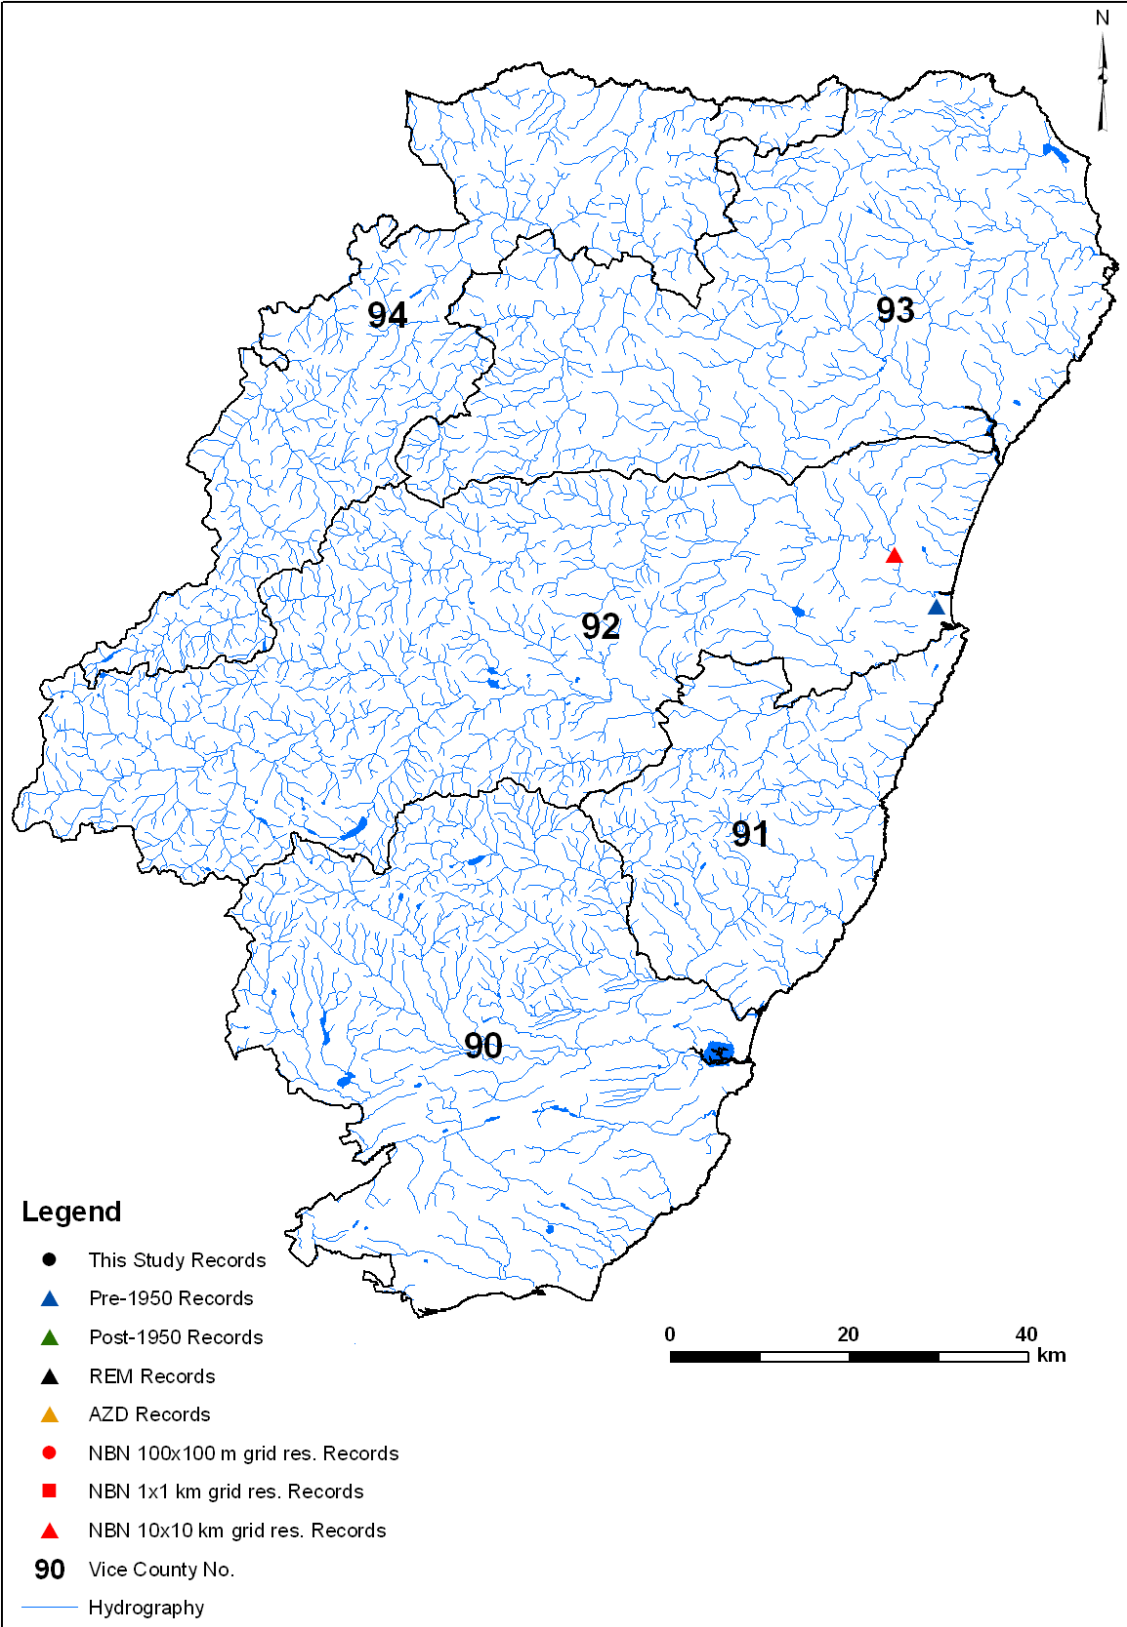 N
94
93
92
91
90
Legend
This Study Records
Pre-1950 Records
Post-1950 Records
REM Records
AZD Records
NBN 100x100 m grid res. Records
NBN 1x1 km grid res. Records
NBN 10x10 km grid res. Records
90 Vice County No.
Hydrography
0 20 40
km